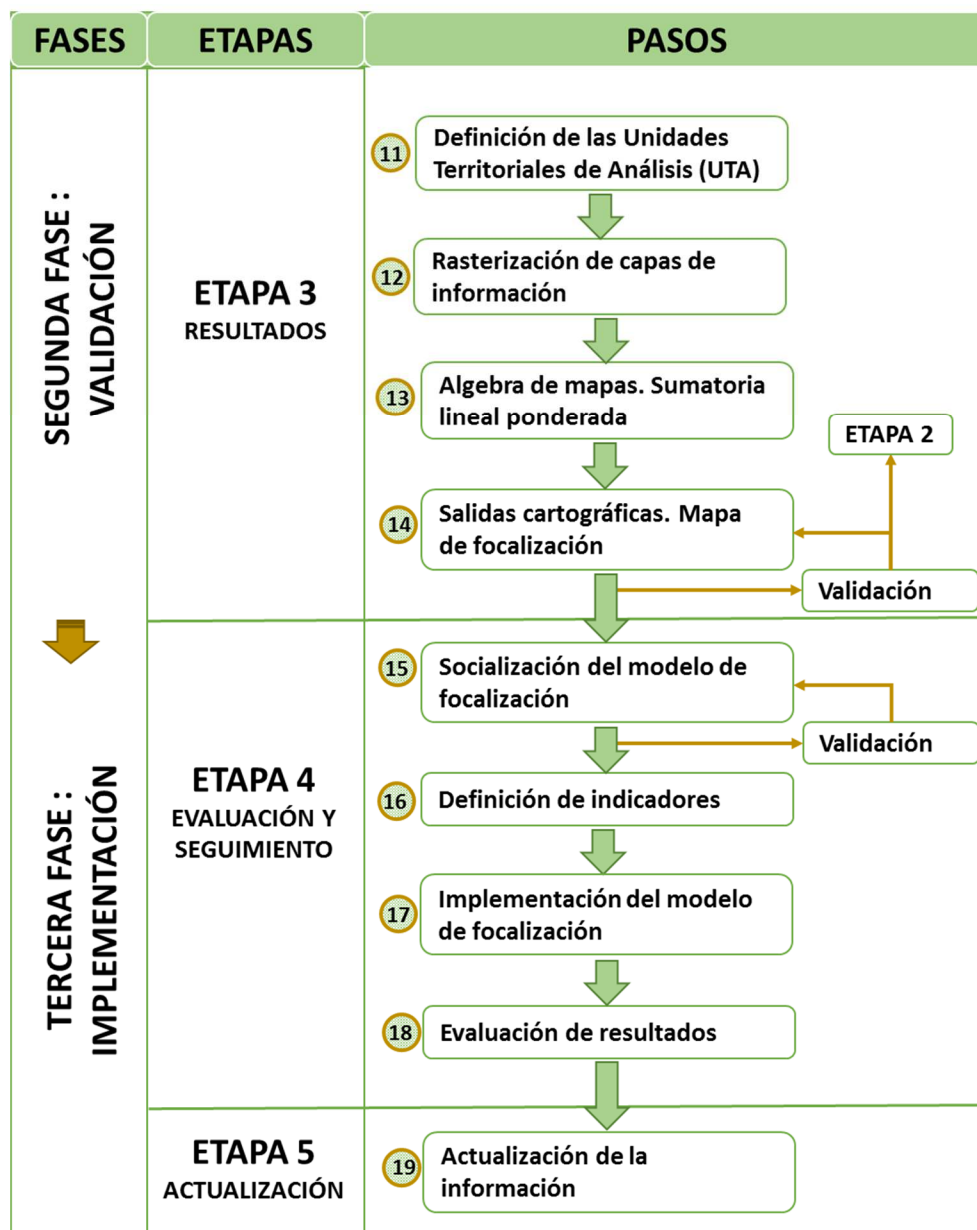 FASES
ETAPAS
PASOS
SEGUNDA FASE :
VALIDACIÓN
ETAPA 3
RESULTADOS
11
Definición de las Unidades
Territoriales de Análisis (UTA)
12
Rasterización de capas de
información
13
Algebra de mapas. Sumatoria
lineal ponderada
ETAPA 2
14
Salidas cartográficas. Mapa
de focalización
Validación
TERCERA FASE :
IMPLEMENTACIÓN
ETAPA 4
EVALUACIÓN Y
SEGUIMIENTO
15
Socialización del modelo de
focalización
Validación
16
Definición de indicadores
17
Implementación del modelo
de focalización
18
Evaluación de resultados
ETAPA 5
ACTUALIZACIÓN
19
Actualización de la
información